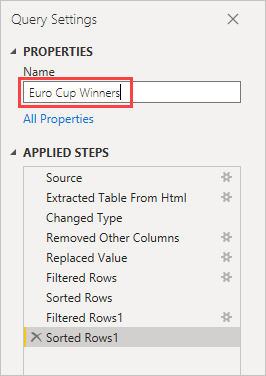 Query Settings
PROPERTIES
Name
Euro Cup Winners
All Properties
APPLIED STEPS
Source
Extracted Table From Html
Changed Type
Removed Other Columns
Replaced Value
Filtered Rows
Sorted Rows
Filtered Rows1
Sorted Rows1